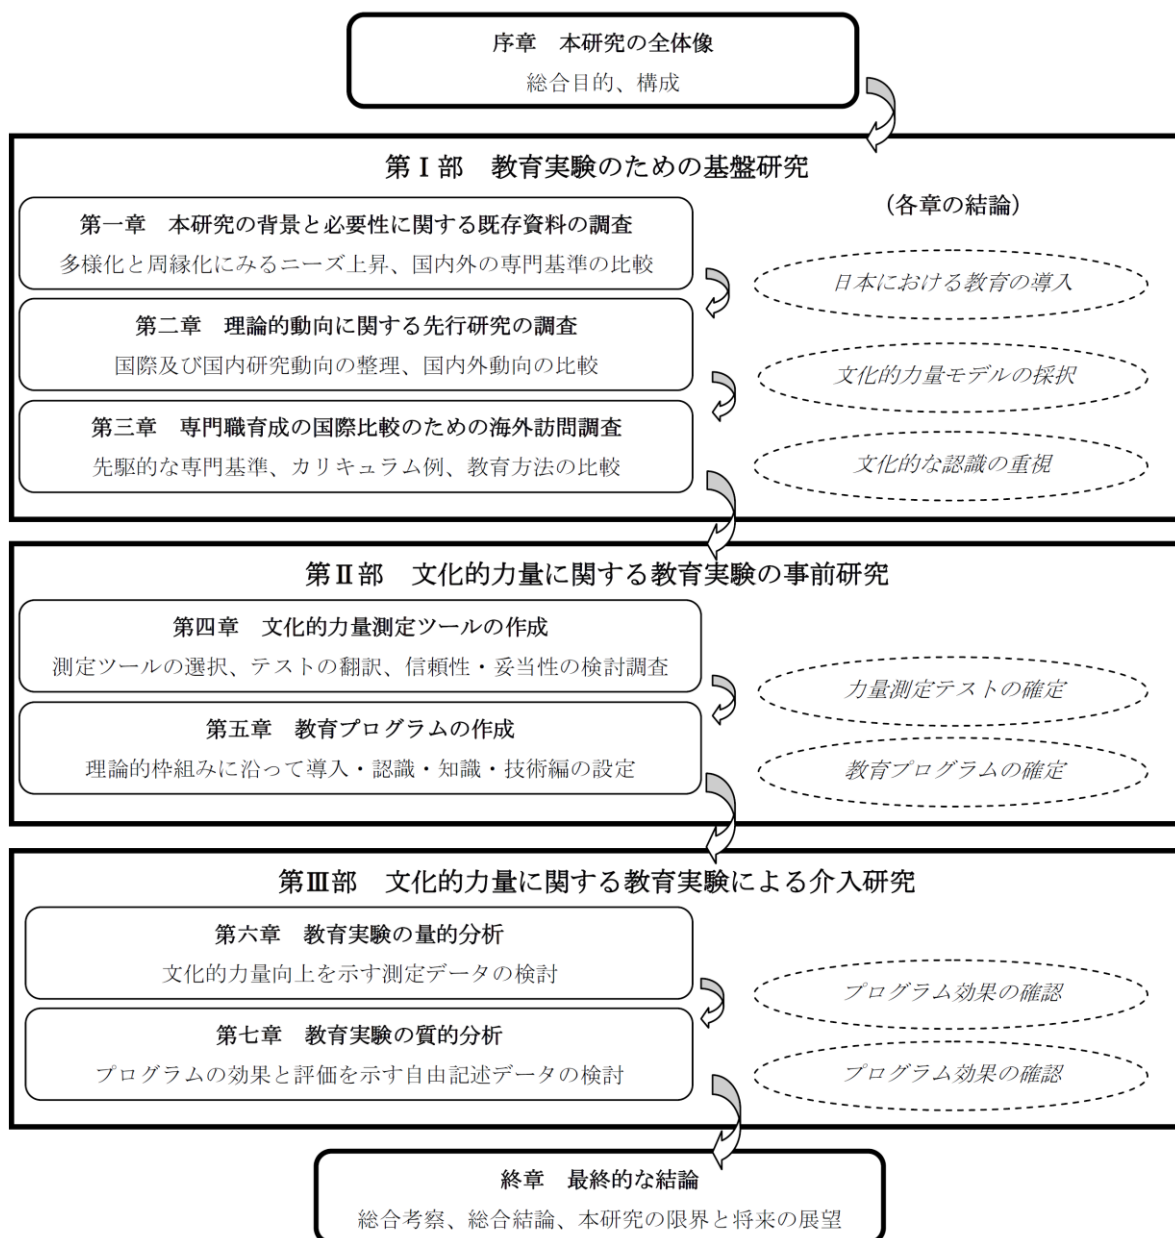 序章　本研究の全体像
総合目的、構成
第Ⅰ部　教育実験のための基盤研究
（各章の結論）
第一章　本研究の背景と必要性に関する既存資料の調査
多様化と周縁化にみるニーズ上昇、国内外の専門基準の比較
日本における教育の導入
第二章　理論的動向に関する先行研究の調査
国際及び国内研究動向の整理、国内外動向の比較
文化的力量モデルの採択
第三章　専門職育成の国際比較のための海外訪問調査
先駆的な専門基準、カリキュラム例、教育方法の比較
文化的な認識の重視
第Ⅱ部　文化的力量に関する教育実験の事前研究
第四章　文化的力量測定ツールの作成
測定ツールの選択、テストの翻訳、信頼性・妥当性の検討調査
力量測定テストの確定
第五章　教育プログラムの作成
理論的枠組みに沿って導入・認識・知識・技術編の設定
教育プログラムの確定
第Ⅲ部　文化的力量に関する教育実験による介入研究
第六章　教育実験の量的分析
文化的力量向上を示す測定データの検討
プログラム効果の確認
第七章　教育実験の質的分析
プログラムの効果と評価を示す自由記述データの検討
プログラム効果の確認
終章　最終的な結論
総合考察、総合結論、本研究の限界と将来の展望